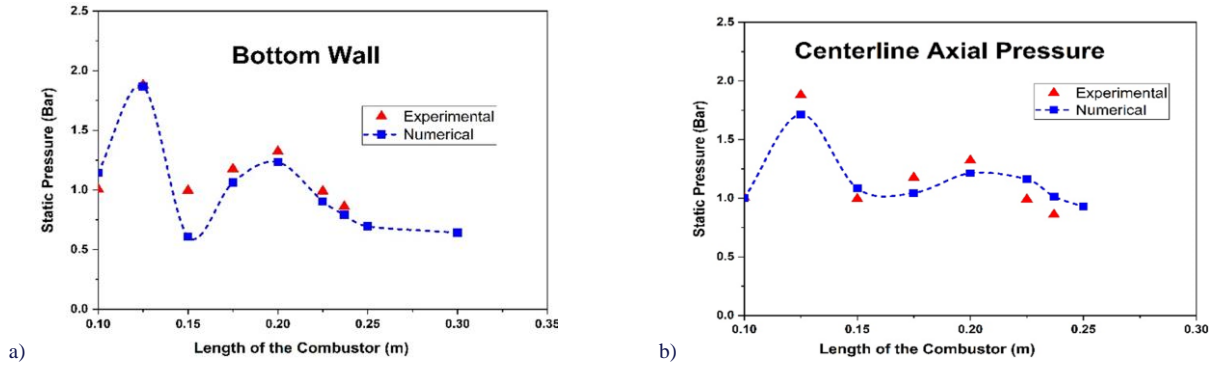 Bottom Wall
Experimental
Numerical
Static Pressure (Bar)
2.5
2.0
1.5
1.0
0.5
0.0
0.10
0.15
0.20
0.25
0.30
0.35
Length of the Combustor (m)
a)
Centerline Axial Pressure
Experimental
Numerical
Static Pressure (Bar)
2.5
2.0
1.5
1.0
0.5
0.0
0.10
0.15
0.20
0.25
0.30
Length of the Combustor (m)
b)